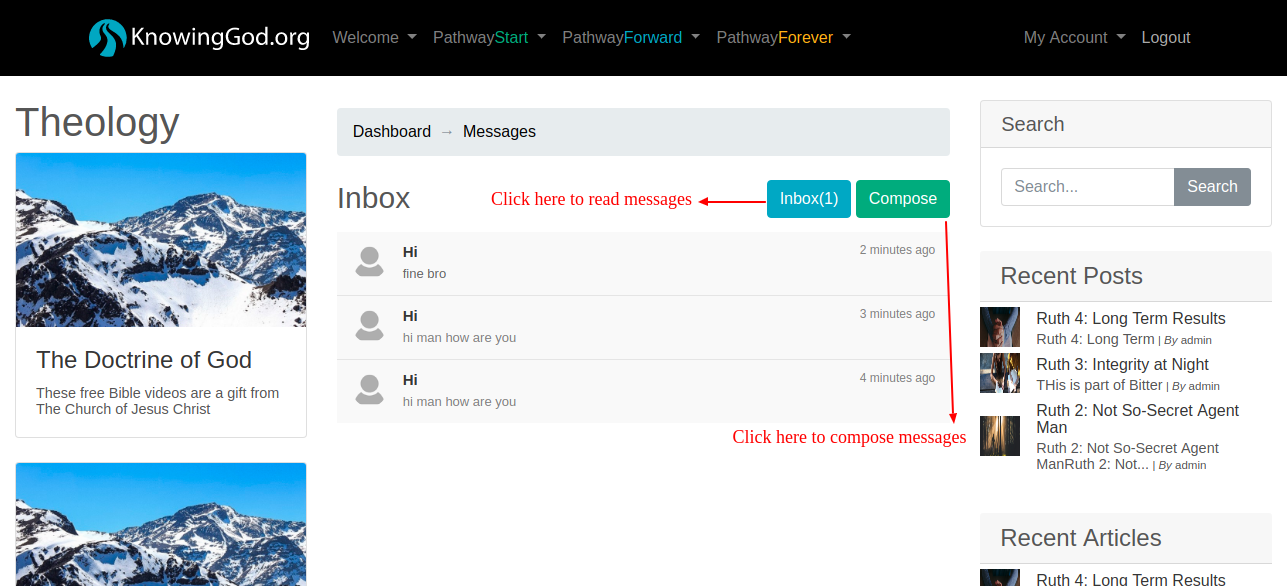 KnowingGod.org
Welcome
PathwayStart
PathwayForward
PathwayForever
My Account
Logout
Theology
The Doctrine of God
These free Bible videos are a gift from
The Church of Jesus Christ
Dashboard → Messages
Inbox
Click here to read messages
Inbox(1)
Compose
Hi
2 minutes ago
fine bro
Hi
3 minutes ago
hi man how are you
Hi
4 minutes ago
hi man how are you
Click here to compose messages
Search
Search...
Search
Recent Posts
Ruth 4: Long Term Results
Ruth 4: Long Term | By admin
Ruth 3: Integrity at Night
THis is part of Bitter | By admin
Ruth 2: Not So-Secret Agent
Man
Ruth 2: Not So-Secret Agent
ManRuth 2: Not... | By admin
Recent Articles
Ruth 4: Long Term Results